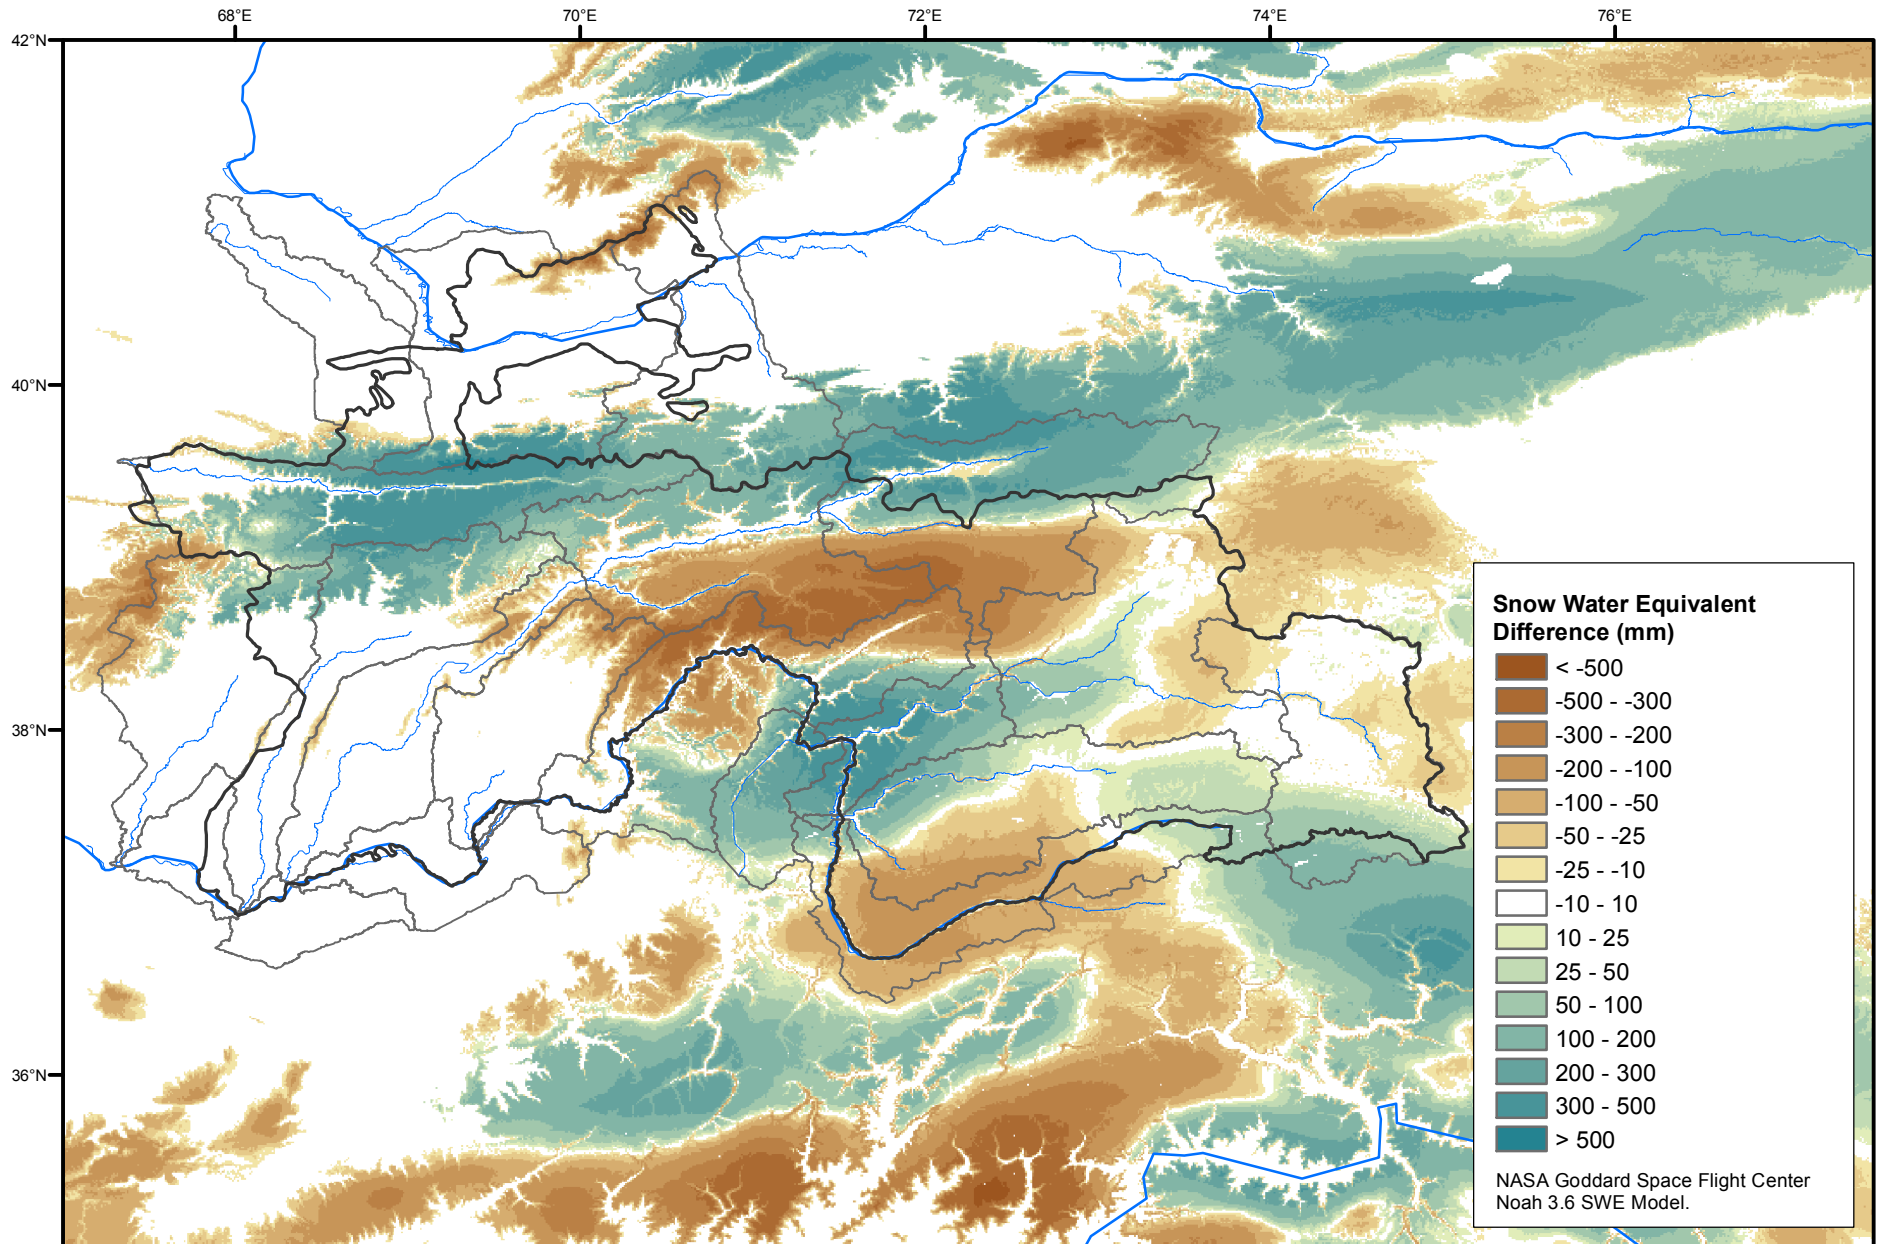 68°E 70°E 72°E 74°E 76°E
42°N
40°N
38°N
36°N
Snow Water Equivalent
Difference (mm)
< -500
-500 - -300
-300 - -200
-200 - -100
-100 - -50
-50 - -25
-25 - -10
-10 - 10
10 - 25
25 - 50
50 - 100
100 - 200
200 - 300
300 - 500
> 500
NASA Goddard Space Flight Center
Noah 3.6 SWE Model.